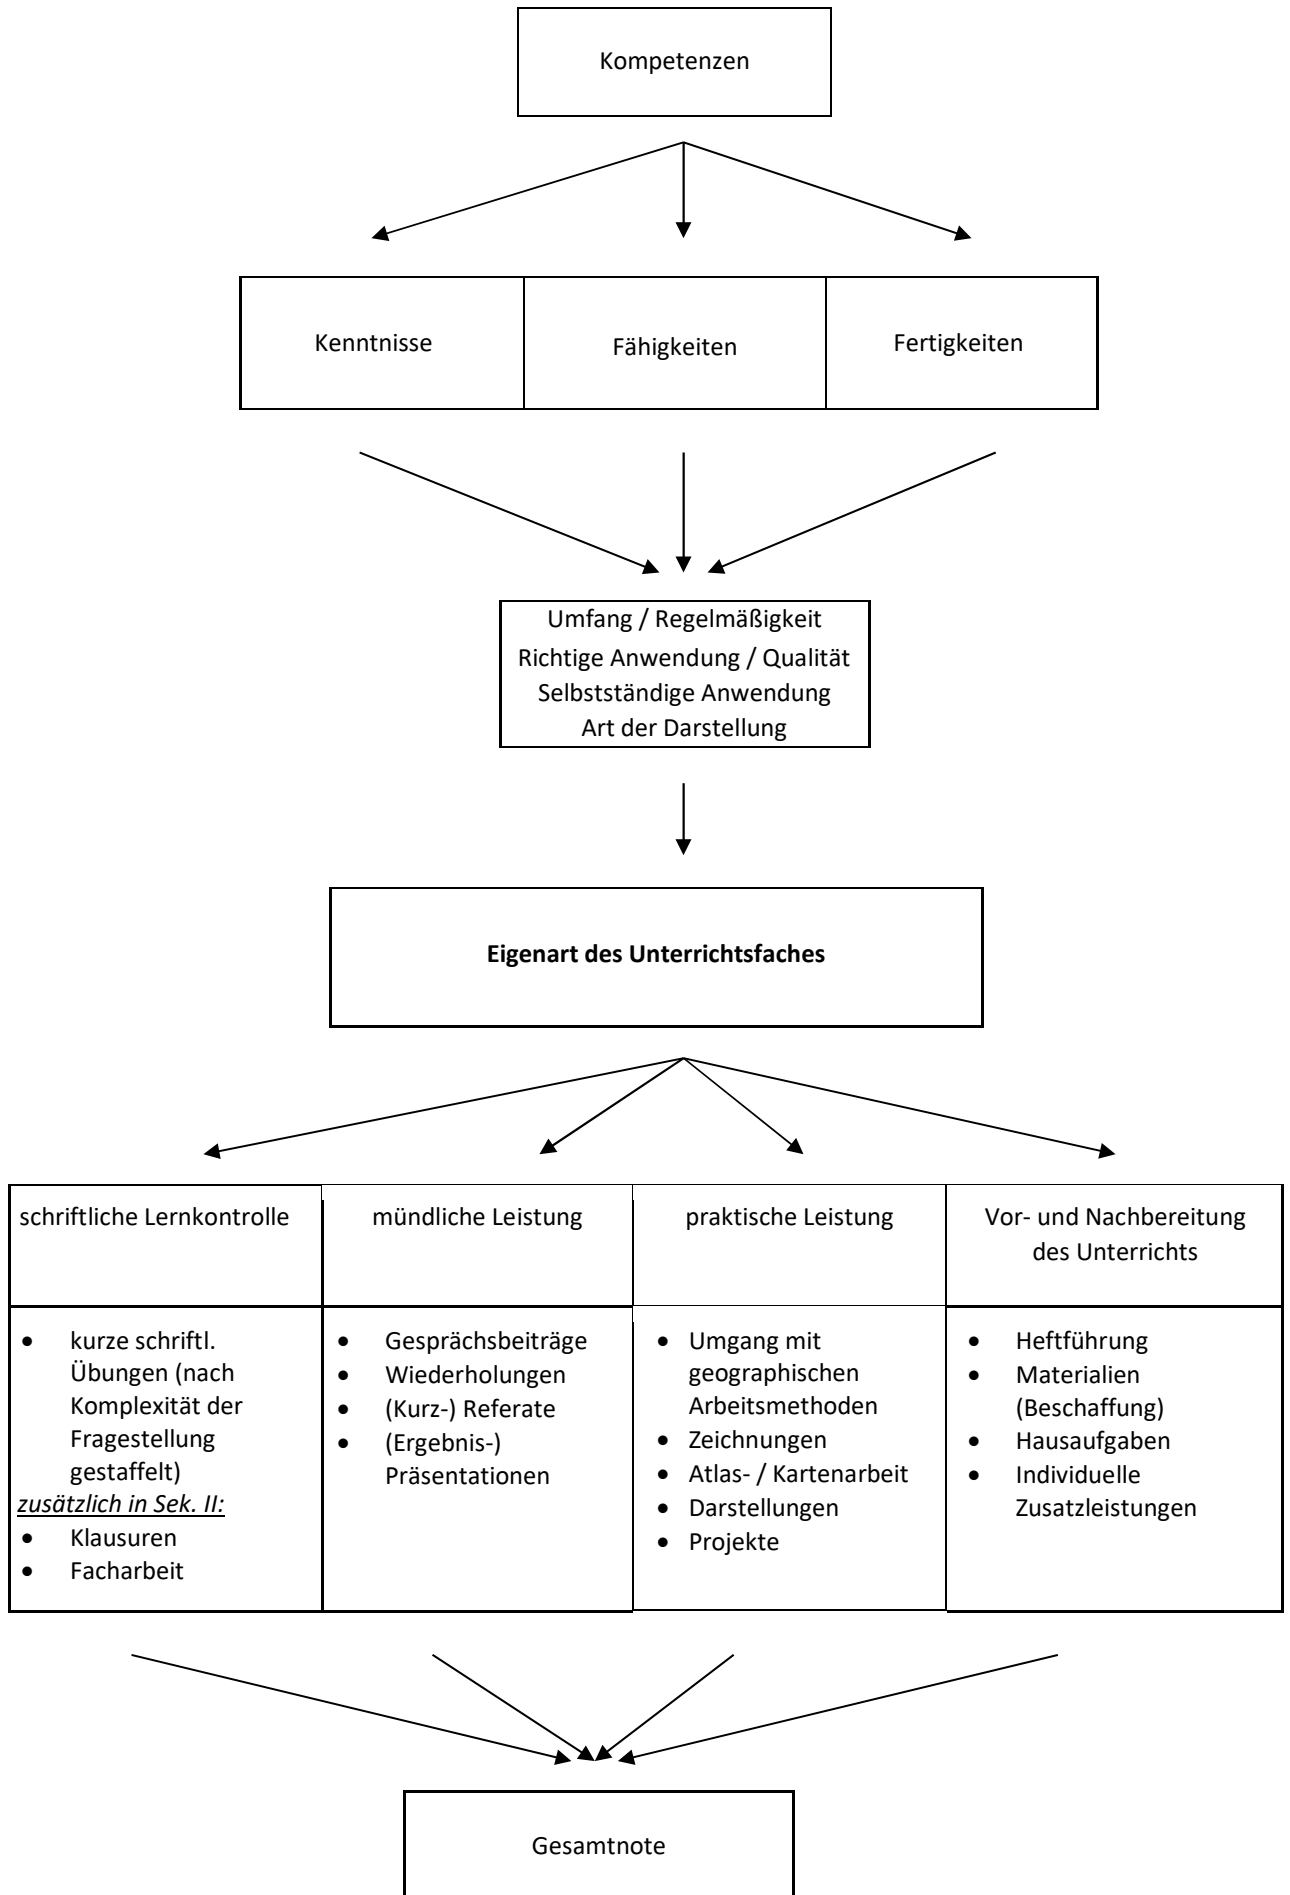 Kompetenzen
Kenntnisse
Fähigkeiten
Fertigkeiten
Umfang / Regelmäßigkeit
Richtige Anwendung / Qualität
Selbstständige Anwendung
Art der Darstellung
Eigenart des Unterrichtsfaches
schriftliche Lernkontrolle
mündliche Leistung
praktische Leistung
Vor- und Nachbereitung
des Unterrichts
• kurze schriftl.
Übungen (nach
Komplexität der
Fragestellung
gestaffelt)
zusätzlich in Sek. II:
• Klausuren
• Facharbeit
• Gesprächsbeiträge
• Wiederholungen
• (Kurz-) Referate
• (Ergebnis-)
Präsentationen
• Umgang mit
geographischen
Arbeitsmethoden
• Zeichnungen
• Atlas- / Kartenarbeit
• Darstellungen
• Projekte
• Heftführung
• Materialien
(Beschaffung)
• Hausaufgaben
• Individuelle
Zusatzleistungen
Gesamtnote